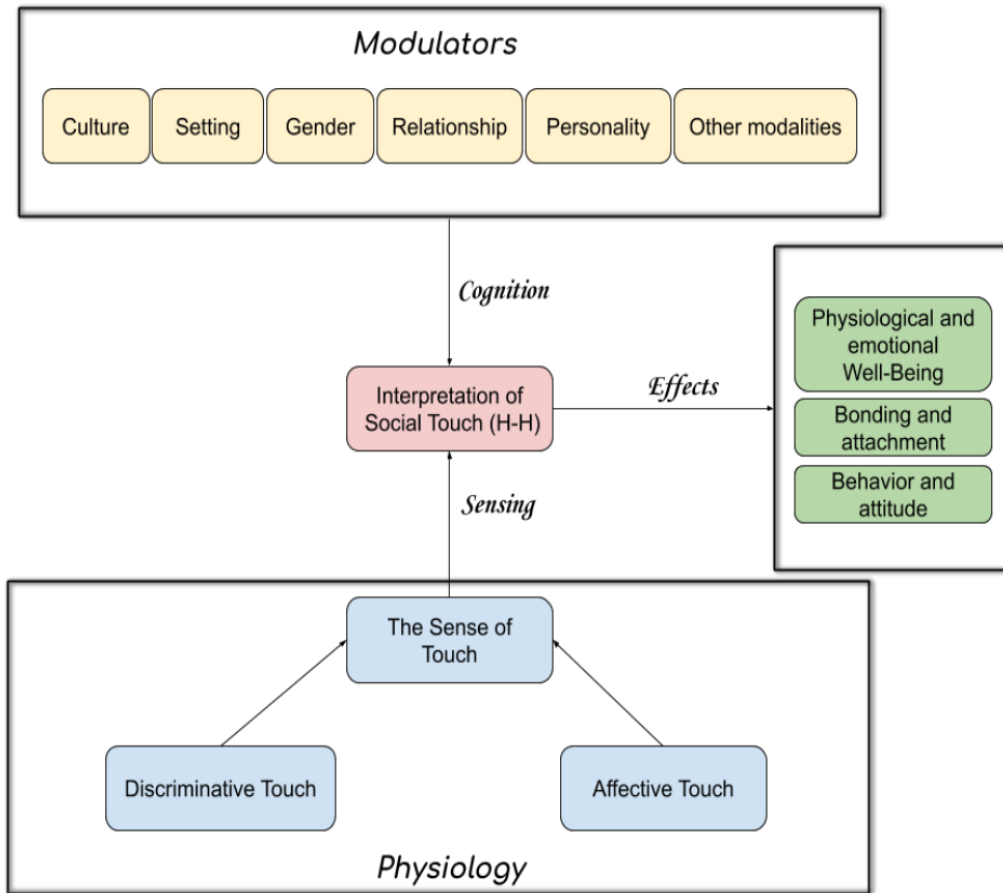 Modulators
Culture
Setting
Gender
Relationship
Personality
Other modalities
Cognition
Physiological and
emotional
Well-Being
Bonding and
attachment
Behavior and
attitude
Effects
Interpretation of
Social Touch (H-H)
Sensing
The Sense of
Touch
Discriminative Touch
Affective Touch
Physiology